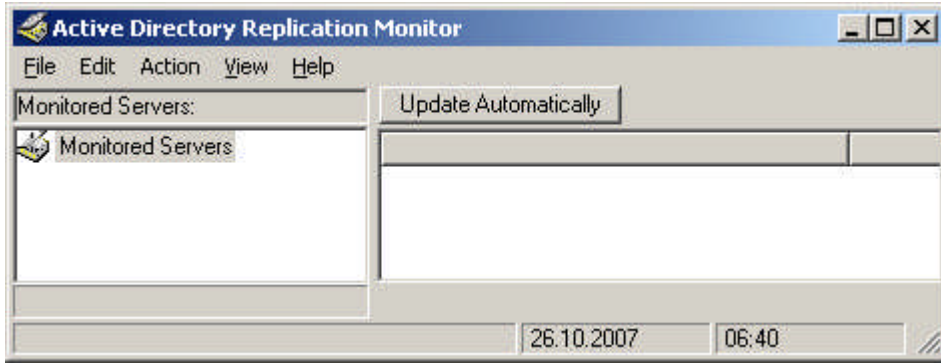 Active Directory Replication Monitor
File Edit Action View Help
Monitored Servers:
Update Automatically
Monitored Servers
26.10.2007 06:40